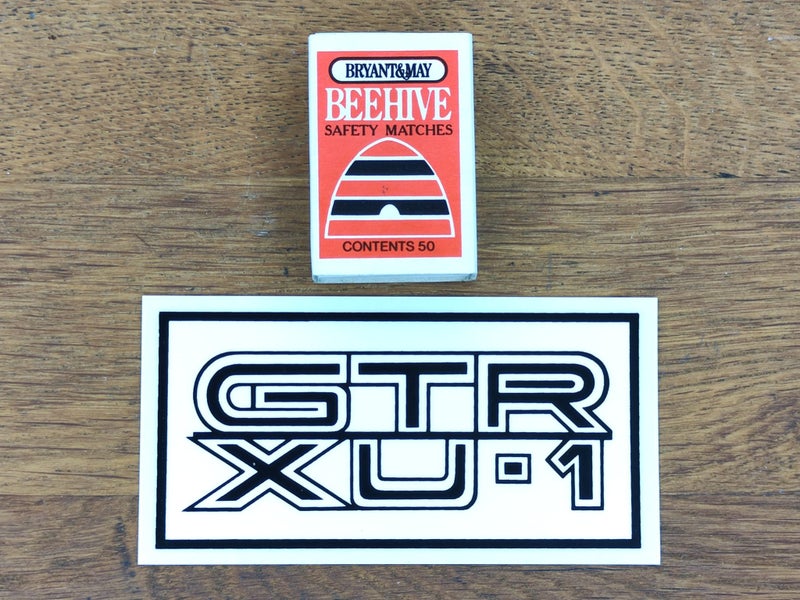 BRYANT&MAY
BEEHIVE
SAFETY MATCHES
CONTENTS 50
GTR
XU-1